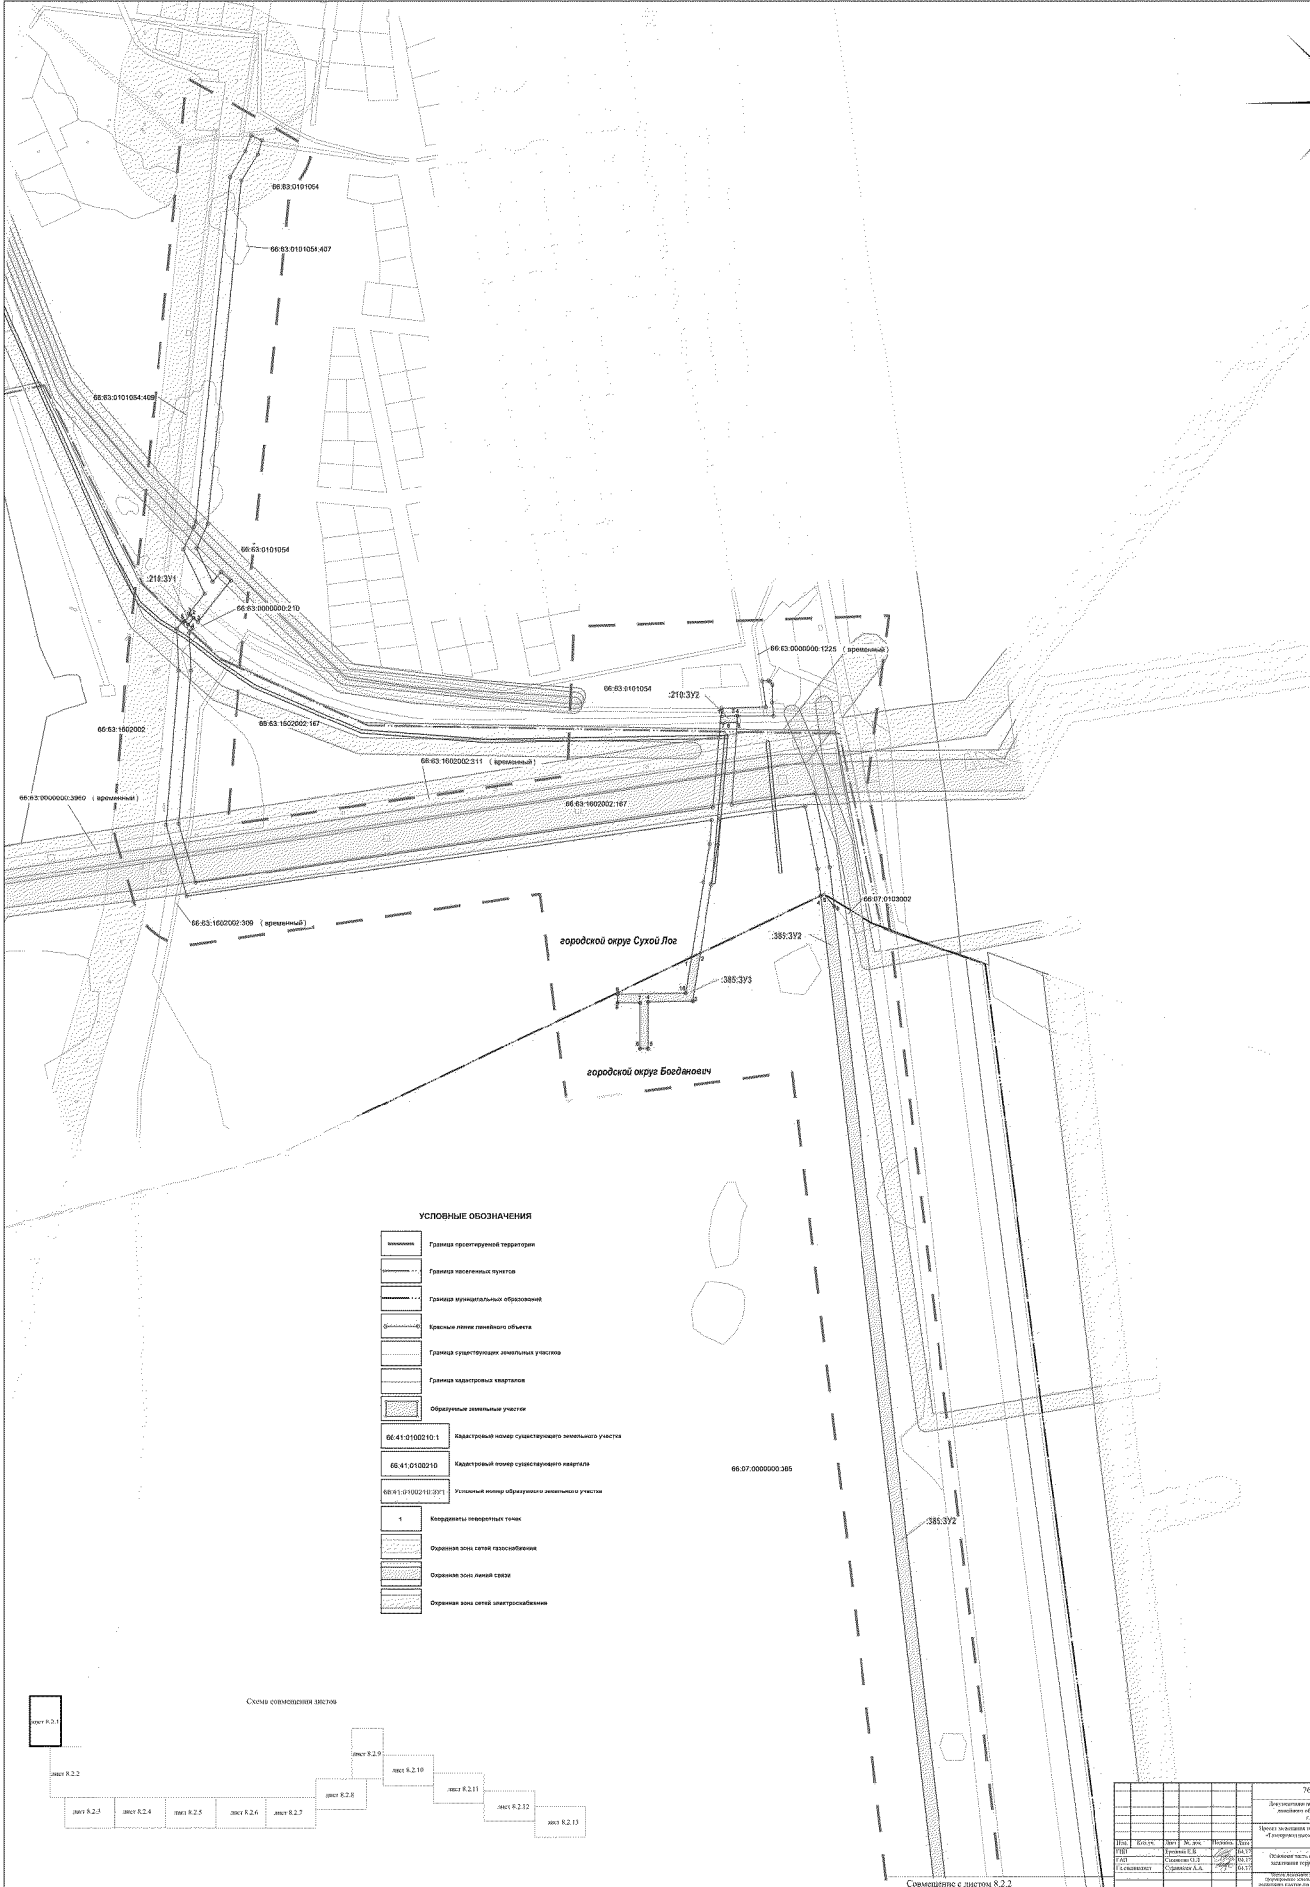 66:63:0101054
66:63:0101054:407
66:63:0101054:409
66:63:0101054
:210:ЗУ1
66:63:0000000:210
66:63:0000000:1225 ( временный )
66:63:0101054
:210:ЗУ2
66:63:1602002
66:63:1602002:167
66:63:1602002:311 ( временный )
66:63:0000000:3960 ( временный )
66:63:1602002:167
66:07:0103002
66:63:1602002:309 ( временный )
городской округ Сухой Лог
:385:ЗУ2
:385:ЗУ3
городской округ Богданович
УСЛОВНЫЕ ОБОЗНАЧЕНИЯ
Граница проектируемой территории
Граница населенных пунктов
Граница муниципальных образований
Красные линии линейного объекта
Граница существующих земельных участков
Граница кадастровых кварталов
Образуемые земельные участки
66:41:0100210:1 Кадастровый номер существующего земельного участка
66:41:0100210 Кадастровый номер существующего квартала
66:41:0100210:ЗУ1 Условный номер образуемого земельного участка
1 Координаты поворотных точек
Охранная зона сетей газоснабжения
Охранная зона линий связи
Охранная зона сетей электроснабжения
66:07:0000000:385
:385:ЗУ2
Схема совмещения листов
лист 8.2.1
лист 8.2.2
лист 8.2.3 лист 8.2.4 лист 8.2.5 лист 8.2.6 лист 8.2.7 лист 8.2.8 лист 8.2.9 лист 8.2.10 лист 8.2.11 лист 8.2.12 лист 8.2.13
Совмещение с листом 8.2.2